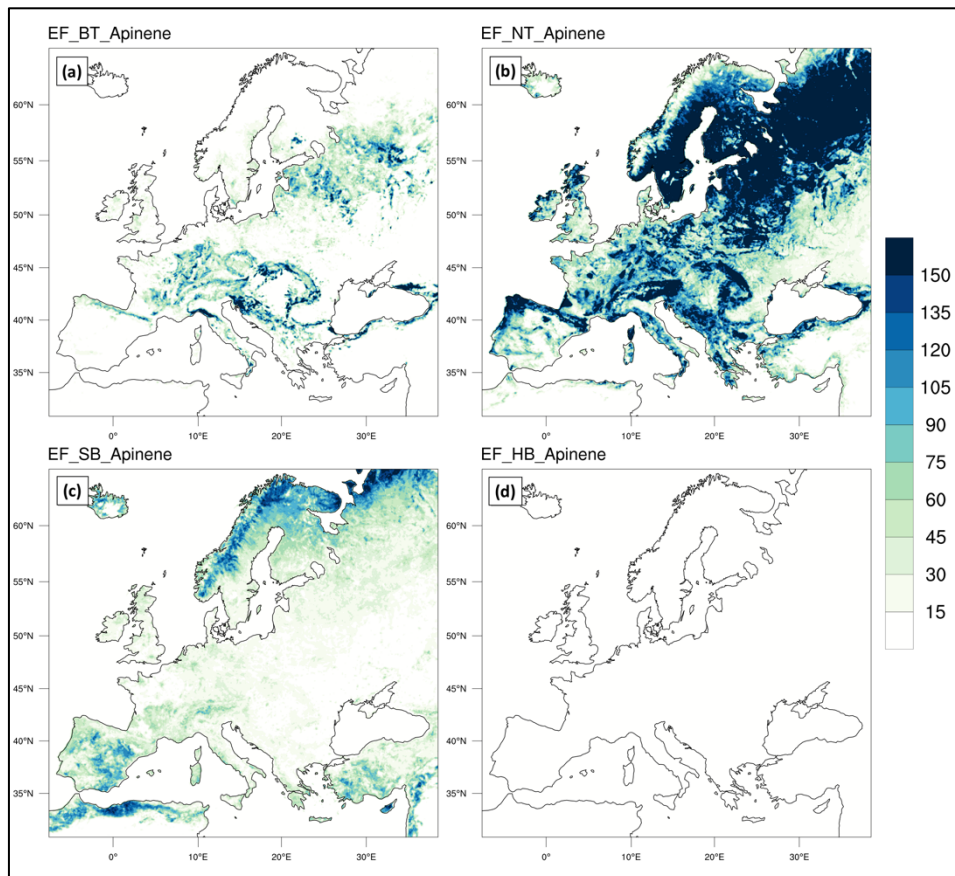 EF_BT_Apinene
(a)
60°N
55°N
50°N
45°N
40°N
35°N
0°
10°E
20°E
30°E
EF_NT_Apinene
(b)
60°N
55°N
50°N
45°N
40°N
35°N
0°
10°E
20°E
30°E
EF_SB_Apinene
(c)
60°N
55°N
50°N
45°N
40°N
35°N
0°
10°E
20°E
30°E
EF_HB_Apinene
(d)
60°N
55°N
50°N
45°N
40°N
35°N
0°
10°E
20°E
30°E
150
135
120
105
90
75
60
45
30
15